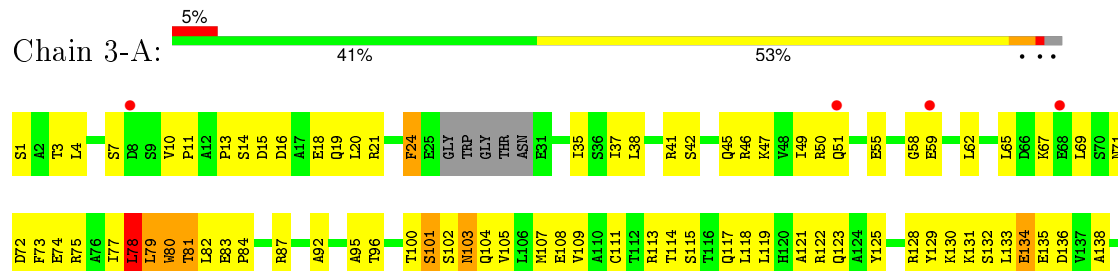 5%
Chain 3-A:
41% 53% • • •
S1 A2 T3 L4 S7 D8 S9 V10 P11 A12 P13 S14 D15 D16 A17 E18 Q19 L20 R21 F24 E25 GLY TRP GLY THR ASN E31 I35 S36 I37 L38 R41 S42 Q45 R46 K47 V48 I49 R50 Q51 E55 G58 E59 L62 L65 D66 K67 E68 L69 S70 N71
D72 F73 E74 R75 A76 I77 L78 L79 W80 T81 L82 E83 P84 R87 A92 A95 T96 T100 S101 S102 N103 Q104 V105 L106 M107 E108 V109 A110 C111 T112 R113 T114 S115 T116 Q117 L118 L119 H120 A121 R122 Q123 A124 Y125 R128 Y129 K130 K131 S132 L133 E134 E135 D136 V137 A138